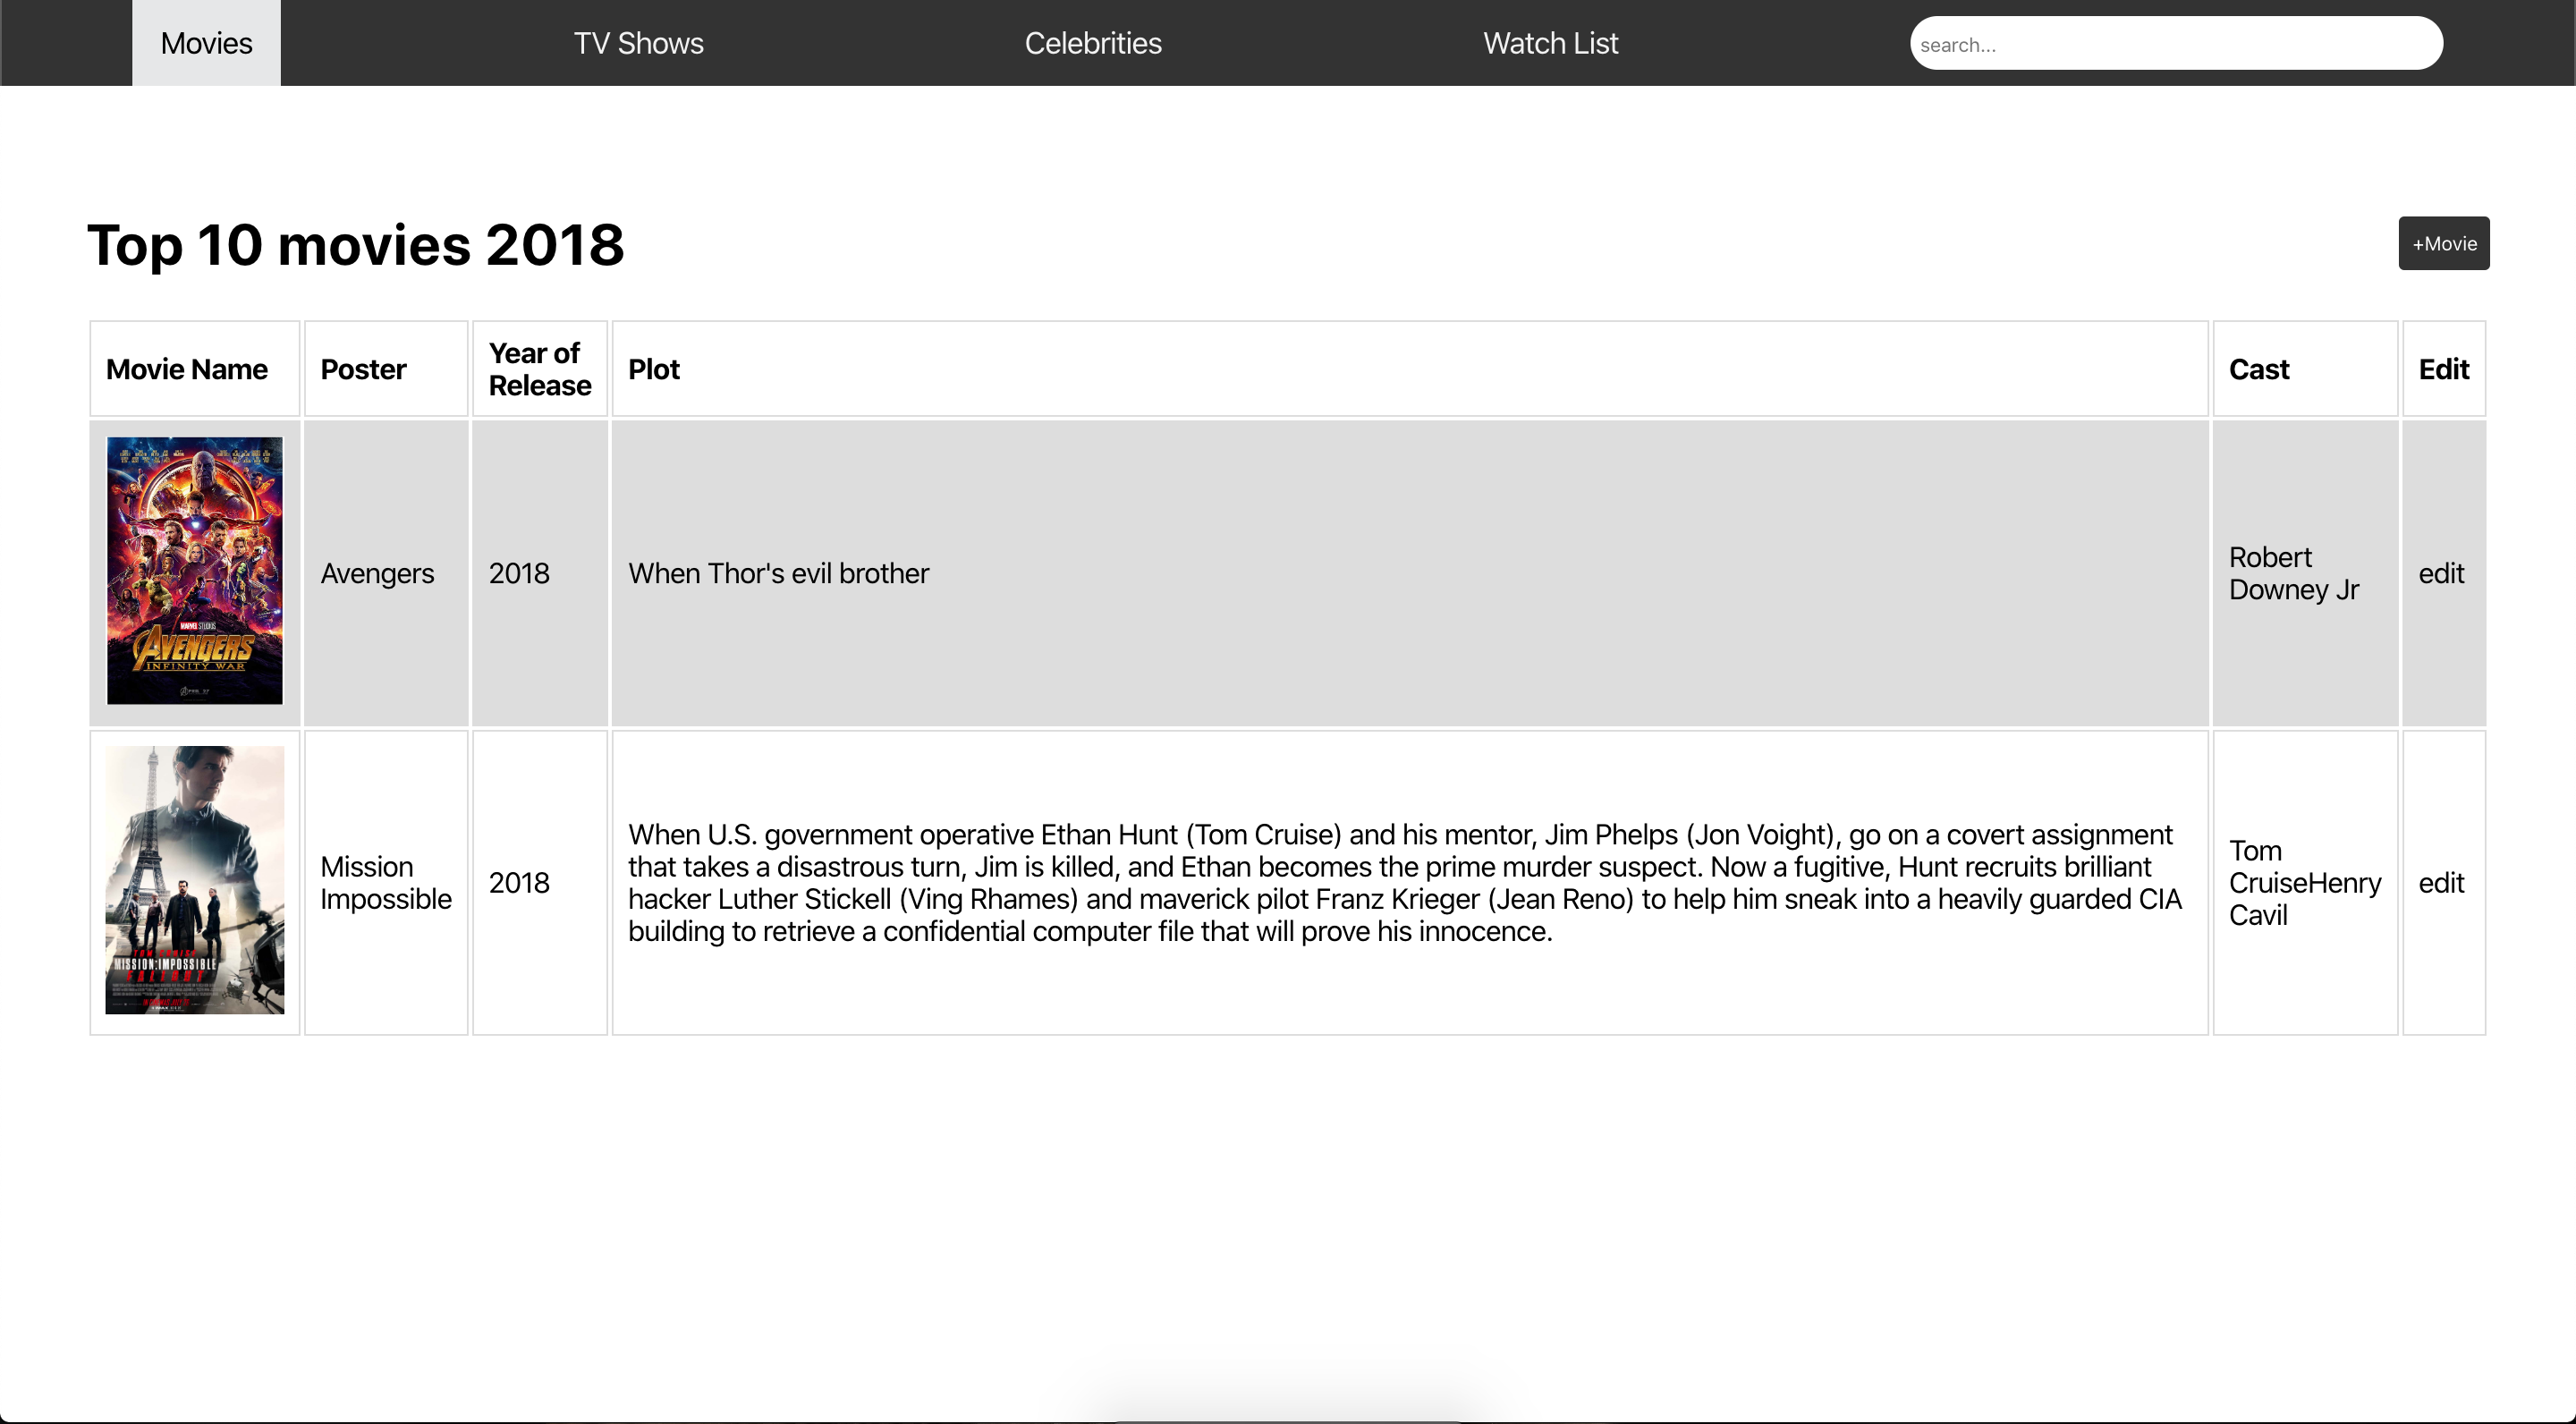 Movies
TV Shows
Celebrities
Watch List
search...
Top 10 movies 2018
+Movie
Movie Name
Poster
Year of
Release
Plot
Cast
Edit
MARVEL STUDIOS
AVENGERS
INFINITY WAR
Avengers
2018
When Thor's evil brother
Robert
Downey Jr
edit
TOM CRUISE
MISSION:IMPOSSIBLE
FALLOUT
Mission
Impossible
2018
When U.S. government operative Ethan Hunt (Tom Cruise) and his mentor, Jim Phelps (Jon Voight), go on a covert assignment
that takes a disastrous turn, Jim is killed, and Ethan becomes the prime murder suspect. Now a fugitive, Hunt recruits brilliant
hacker Luther Stickell (Ving Rhames) and maverick pilot Franz Krieger (Jean Reno) to help him sneak into a heavily guarded CIA
building to retrieve a confidential computer file that will prove his innocence.
Tom
CruiseHenry
Cavil
edit